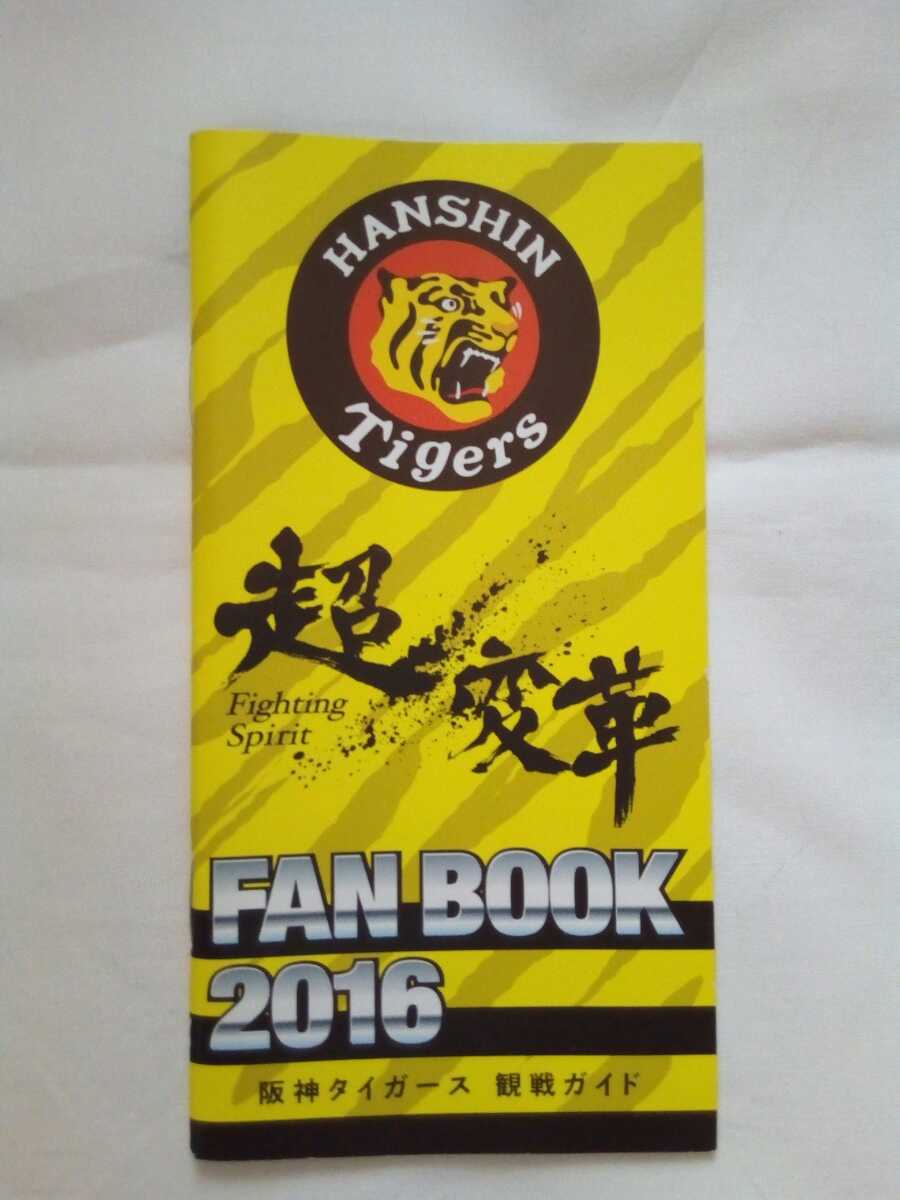 HANSHIN
Tigers
超変革
Fighting
Spirit
FAN BOOK
2016
阪神タイガース 観戦ガイド